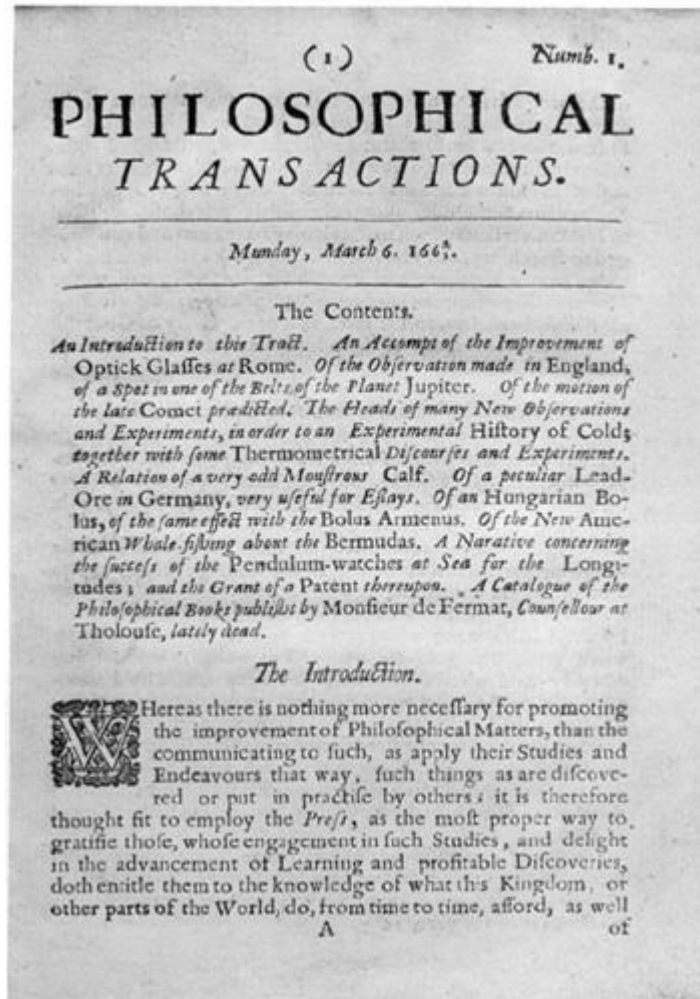 (1) Numb. 1.
PHILOSOPHICAL
TRANSACTIONS.
Munday, March 6. 166⁴⁄₅.
The Contents.
An Introduction to this Tract. An Accompt of the Improvement of
Optick Glaſſes at Rome. Of the Obſervation made in England,
of a Spot in one of the Belts of the Planet Jupiter. Of the motion of
the late Comet prædicted. The Heads of many New Obſervations
and Experiments, in order to an Experimental Hiſtory of Cold;
together with ſome Thermometrical Diſcourſes and Experiments.
A Relation of a very odd Monſtrous Calf. Of a peculiar Lead-
Ore in Germany, very uſeful for Eſſays. Of an Hungarian Bo-
lus, of the ſame effect with the Bolus Armenus. Of the New Ame-
rican Whale-fiſhing about the Bermudas. A Narative concerning
the ſucceſs of the Pendulum-watches at Sea for the Longi-
tudes; and the Grant of a Patent thereupon. A Catalogue of the
Philoſophical Books publiſht by Monſieur de Fermat, Counſellour at
Tholouſe, lately dead.
The Introduction.
WHereas there is nothing more neceſſary for promoting
the improvement of Philoſophical Matters, than the
communicating to ſuch, as apply their Studies and
Endeavours that way, ſuch things as are diſcove-
red or put in practiſe by others; it is therefore
thought fit to employ the Preſs, as the moſt proper way to
gratifie thoſe, whoſe engagement in ſuch Studies, and delight
in the advancement of Learning and profitable Diſcoveries,
doth entitle them to the knowledge of what this Kingdom, or
other parts of the World, do, from time to time, afford, as well
A of